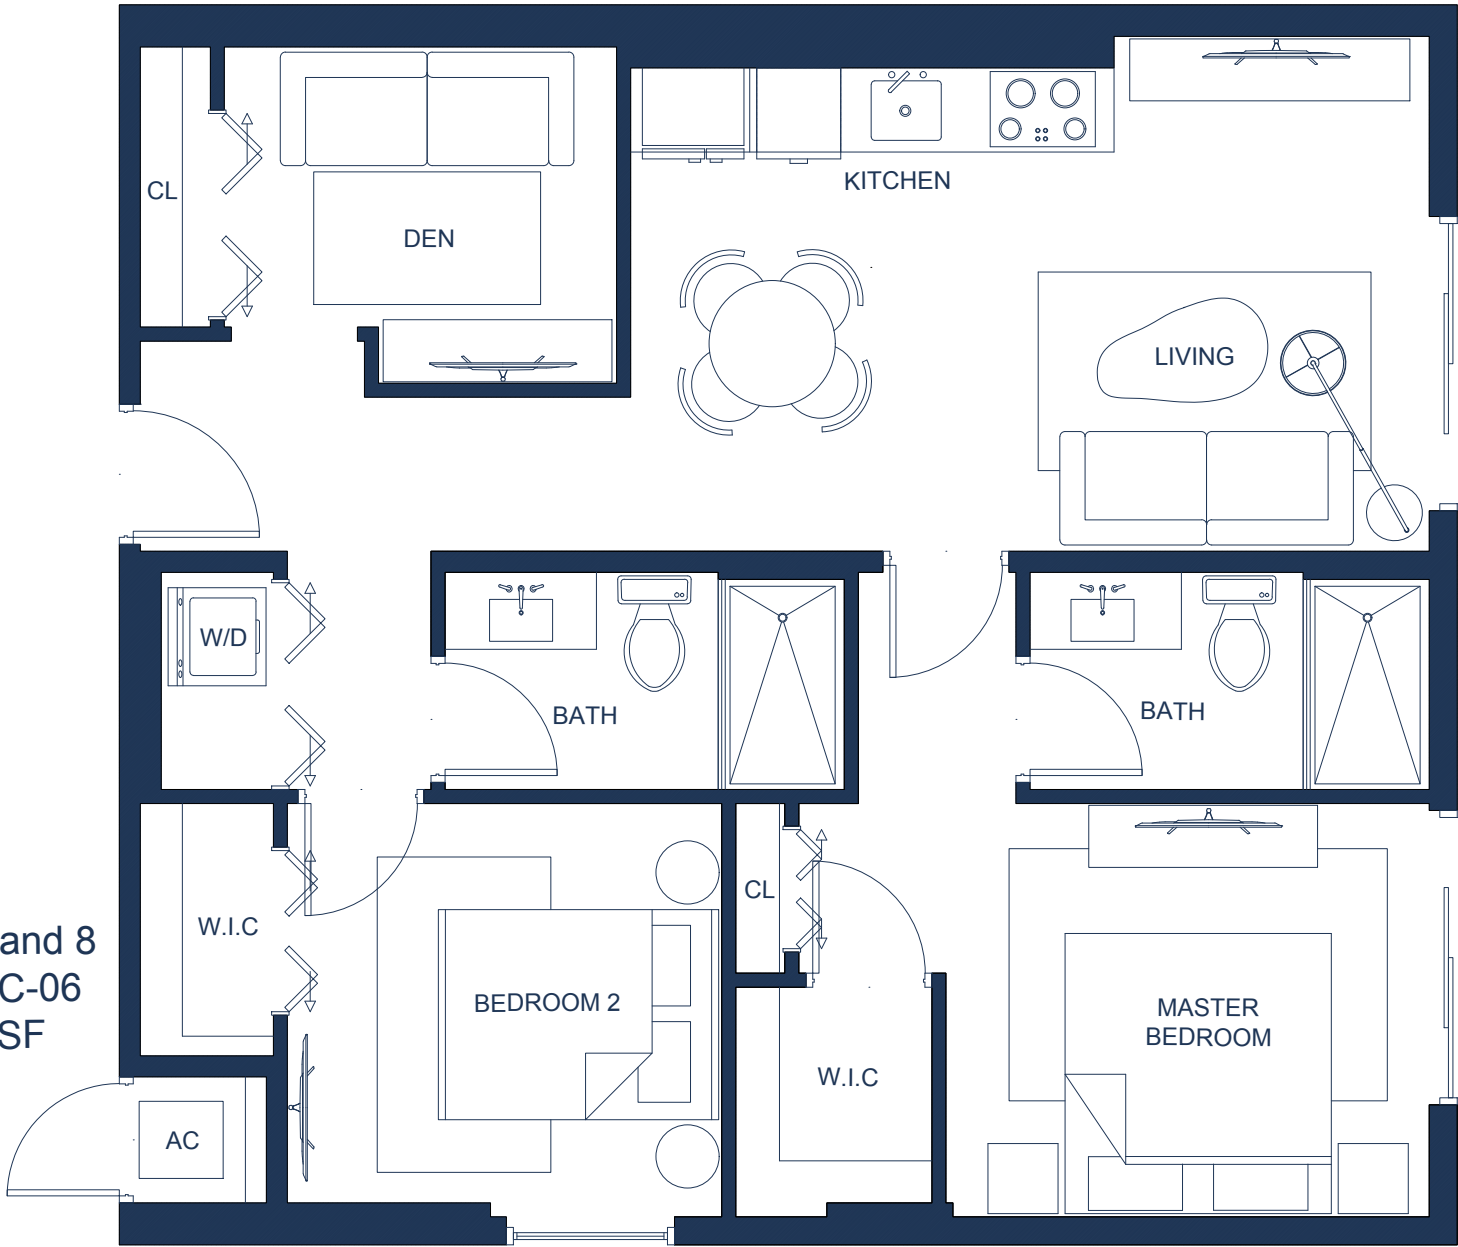 CL
DEN
KITCHEN
LIVING
W/D
BATH
BATH
W.I.C
CL
and 8
C-06
SF
BEDROOM 2
W.I.C
MASTER
BEDROOM
AC